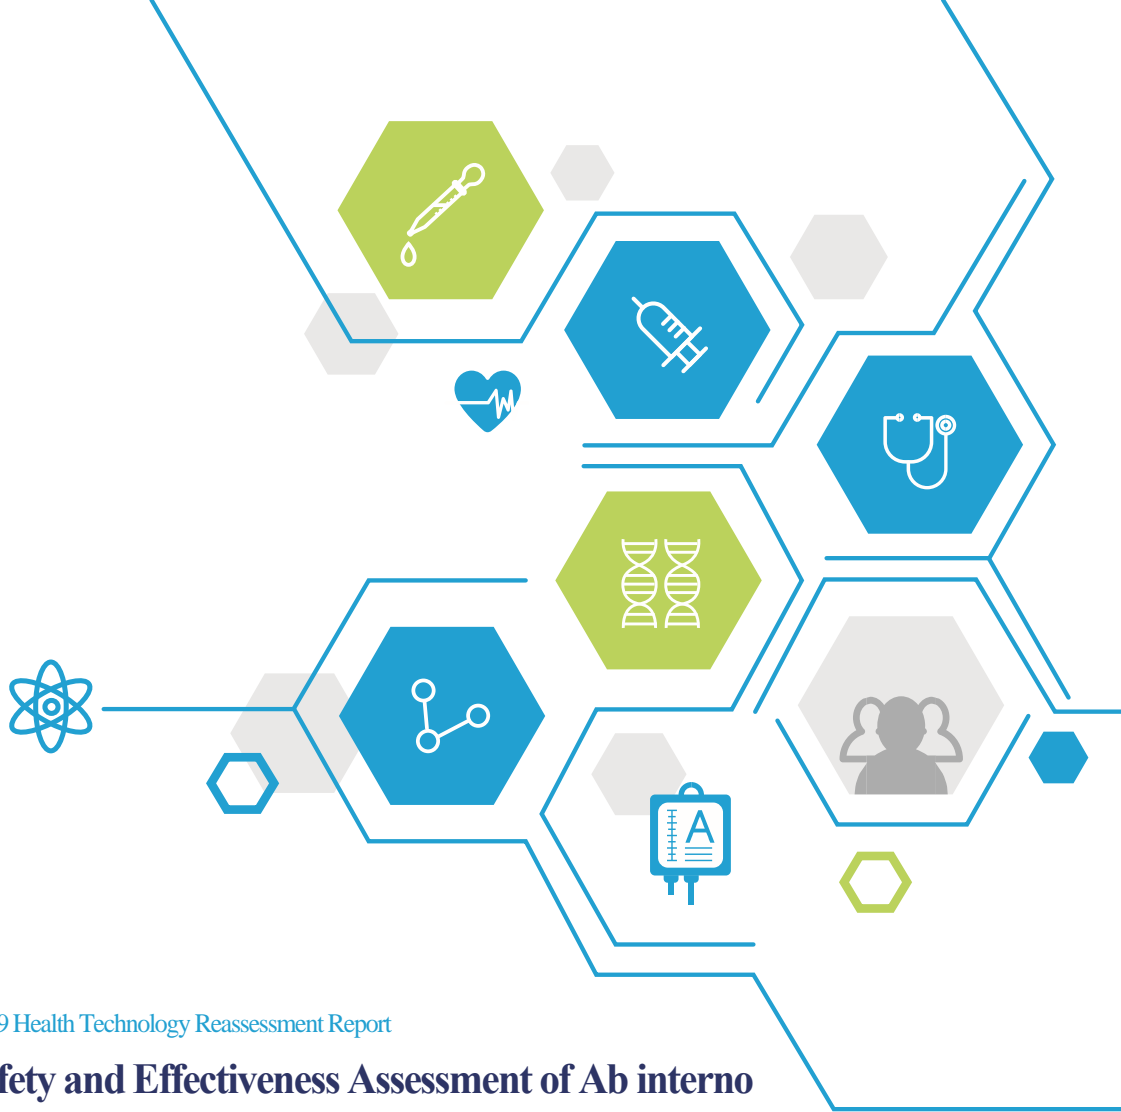 A
9 Health Technology Reassessment Report
fety and Effectiveness Assessment of Ab interno